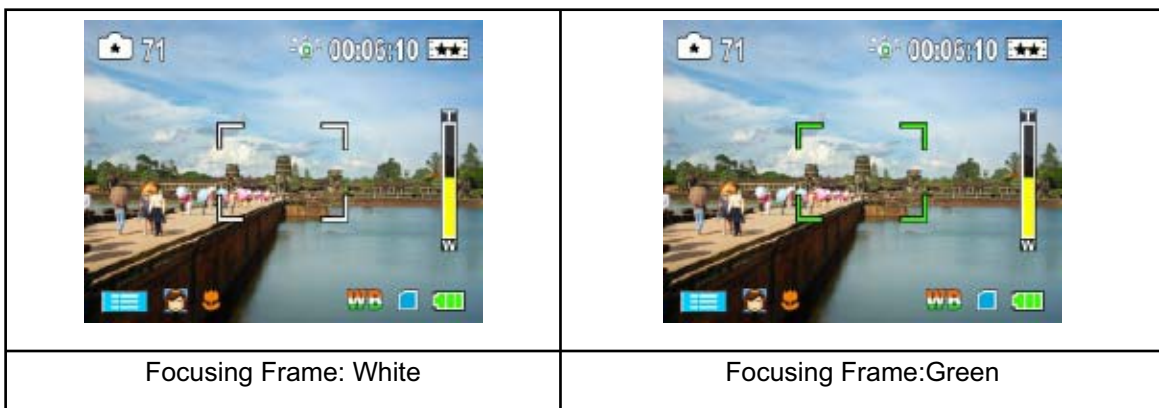 71 00:06:10
T
W
WB
71 00:06:10
T
W
WB
Focusing Frame: White
Focusing Frame:Green